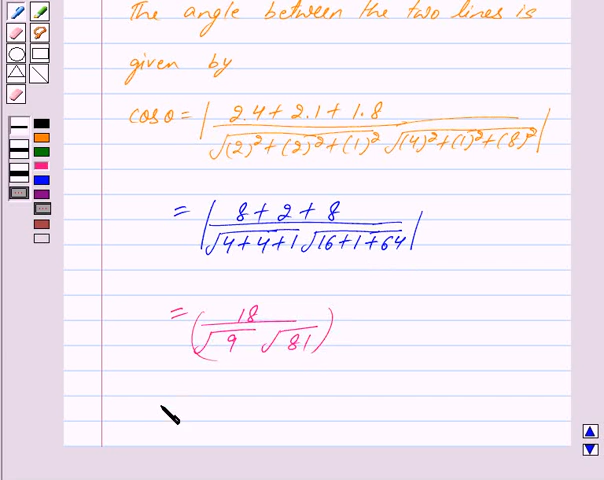 The angle between the two lines is
given by
cos θ = | 2.4 + 2.1 + 1.8 / √(2)² + (2)² + (1)² √(4)² + (1)² + (8)² |
= | 8 + 2 + 8 / √4+4+1 √16+1+64 |
= ( 18 / √9 √81 )